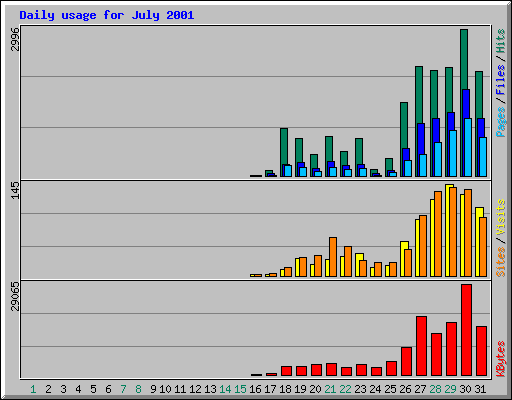 Daily usage for July 2001
2996
Pages / Files / Hits
145
Sites / Visits
29065
KBytes
1 2 3 4 5 6 7 8 9 10 11 12 13 14 15 16 17 18 19 20 21 22 23 24 25 26 27 28 29 30 31